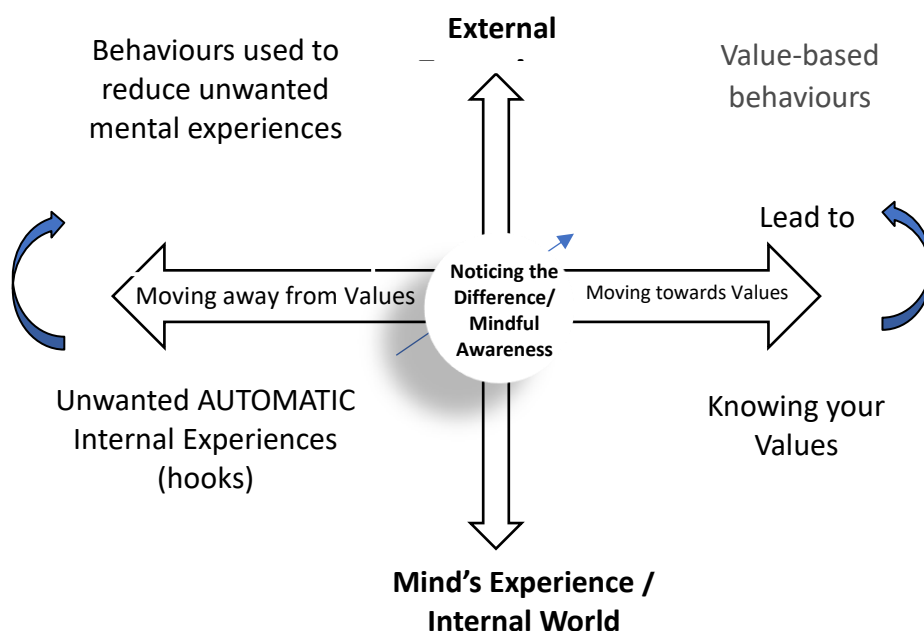 External
Behaviours used to
reduce unwanted
mental experiences
Value-based
behaviours
Lead to
Moving away from Values
Noticing the
Difference/
Mindful
Awareness
Moving towards Values
Unwanted AUTOMATIC
Internal Experiences
(hooks)
Knowing your
Values
Mind’s Experience /
Internal World